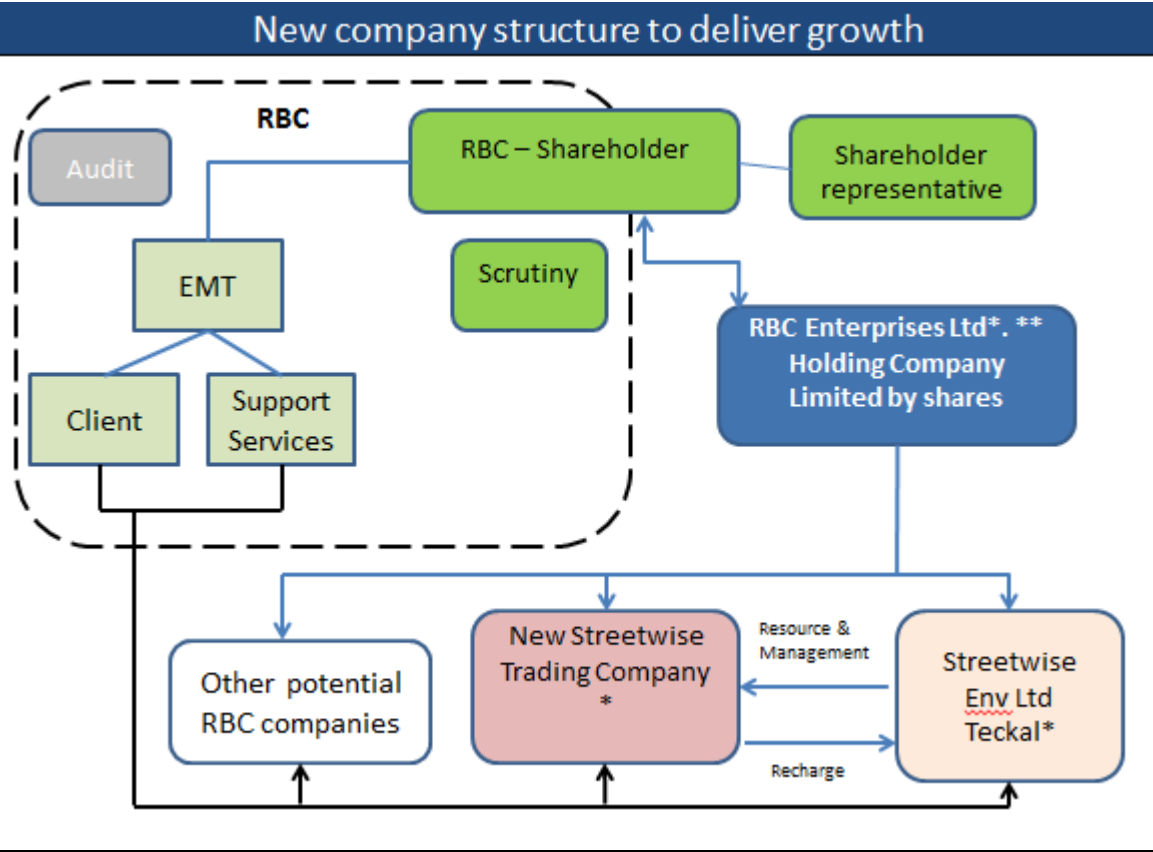 New company structure to deliver growth
RBC
Audit
RBC – Shareholder
Shareholder
representative
EMT
Scrutiny
RBC Enterprises Ltd*. **
Holding Company
Limited by shares
Client
Support
Services
Other potential
RBC companies
New Streetwise
Trading Company
*
Resource &
Management
Recharge
Streetwise
Env Ltd
Teckal*